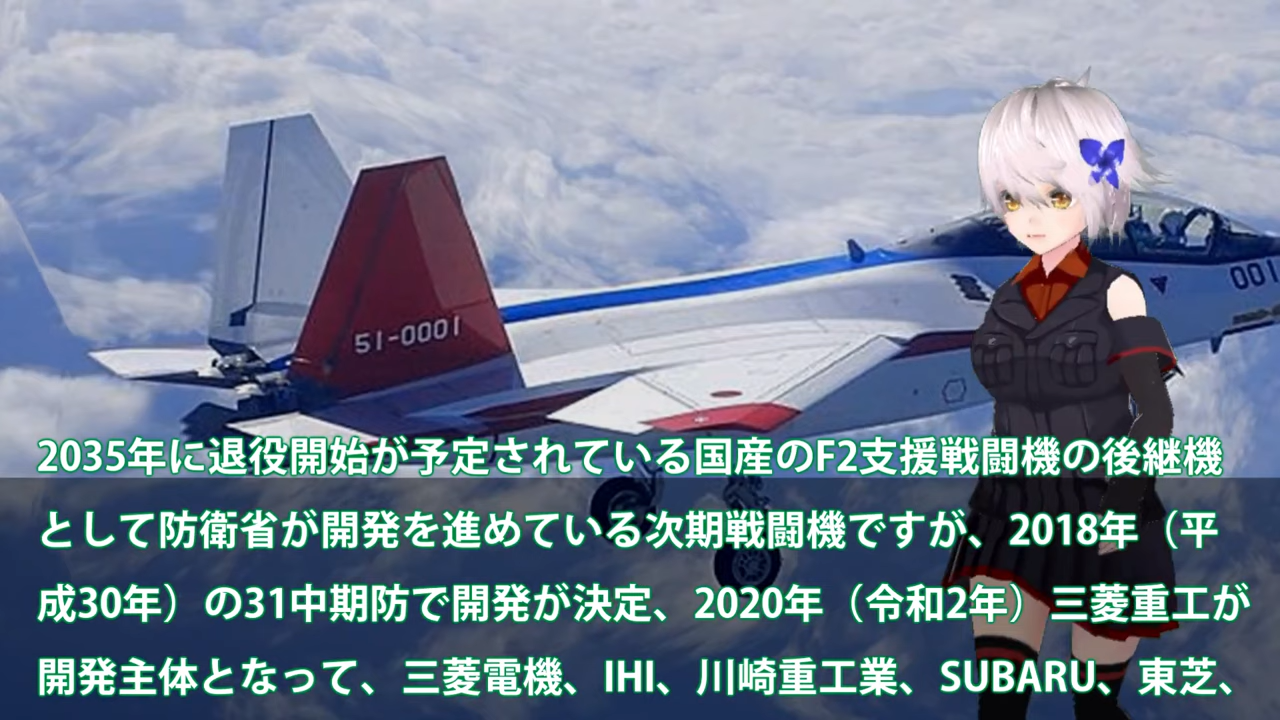 51-0001
001
2035年に退役開始が予定されている国産のF2支援戦闘機の後継機
として防衛省が開発を進めている次期戦闘機ですが、2018年（平
成30年）の31中期防で開発が決定、2020年（令和2年）三菱重工が
開発主体となって、三菱電機、IHI、川崎重工業、SUBARU、東芝、